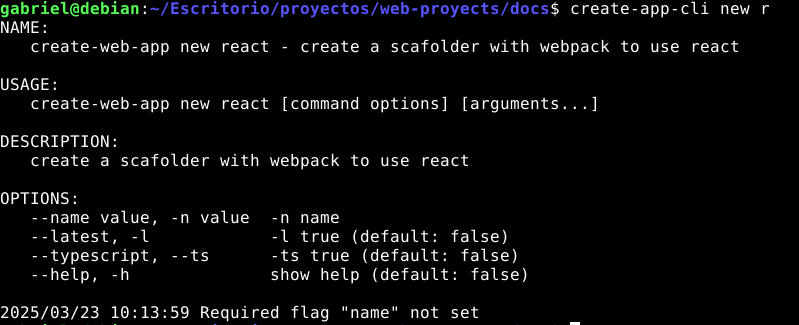 gabriel@debian:~/Escritorio/proyectos/web-proyects/docs$ create-app-cli new r
NAME:
   create-web-app new react - create a scafolder with webpack to use react

USAGE:
   create-web-app new react [command options] [arguments...]

DESCRIPTION:
   create a scafolder with webpack to use react

OPTIONS:
   --name value, -n value  -n name
   --latest, -l            -l true (default: false)
   --typescript, --ts      -ts true (default: false)
   --help, -h              show help (default: false)

2025/03/23 10:13:59 Required flag "name" not set